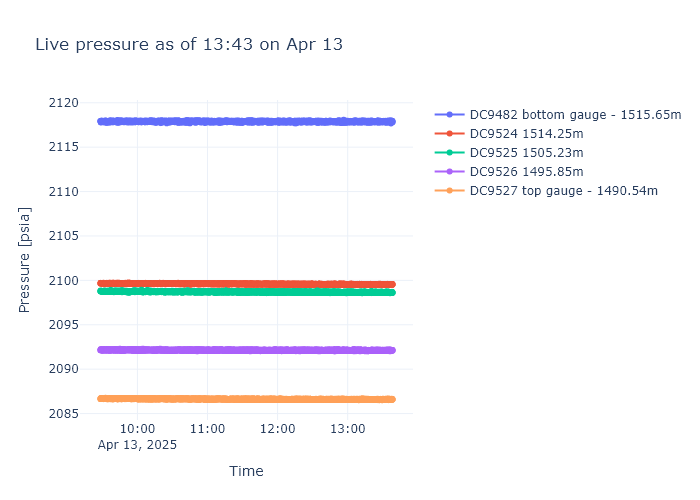 Live pressure as of 13:43 on Apr 13
2120
2115
2110
2105
2100
2095
2090
2085
Pressure [psia]
10:00
11:00
12:00
13:00
Apr 13, 2025
Time
DC9482 bottom gauge - 1515.65m
DC9524 1514.25m
DC9525 1505.23m
DC9526 1495.85m
DC9527 top gauge - 1490.54m